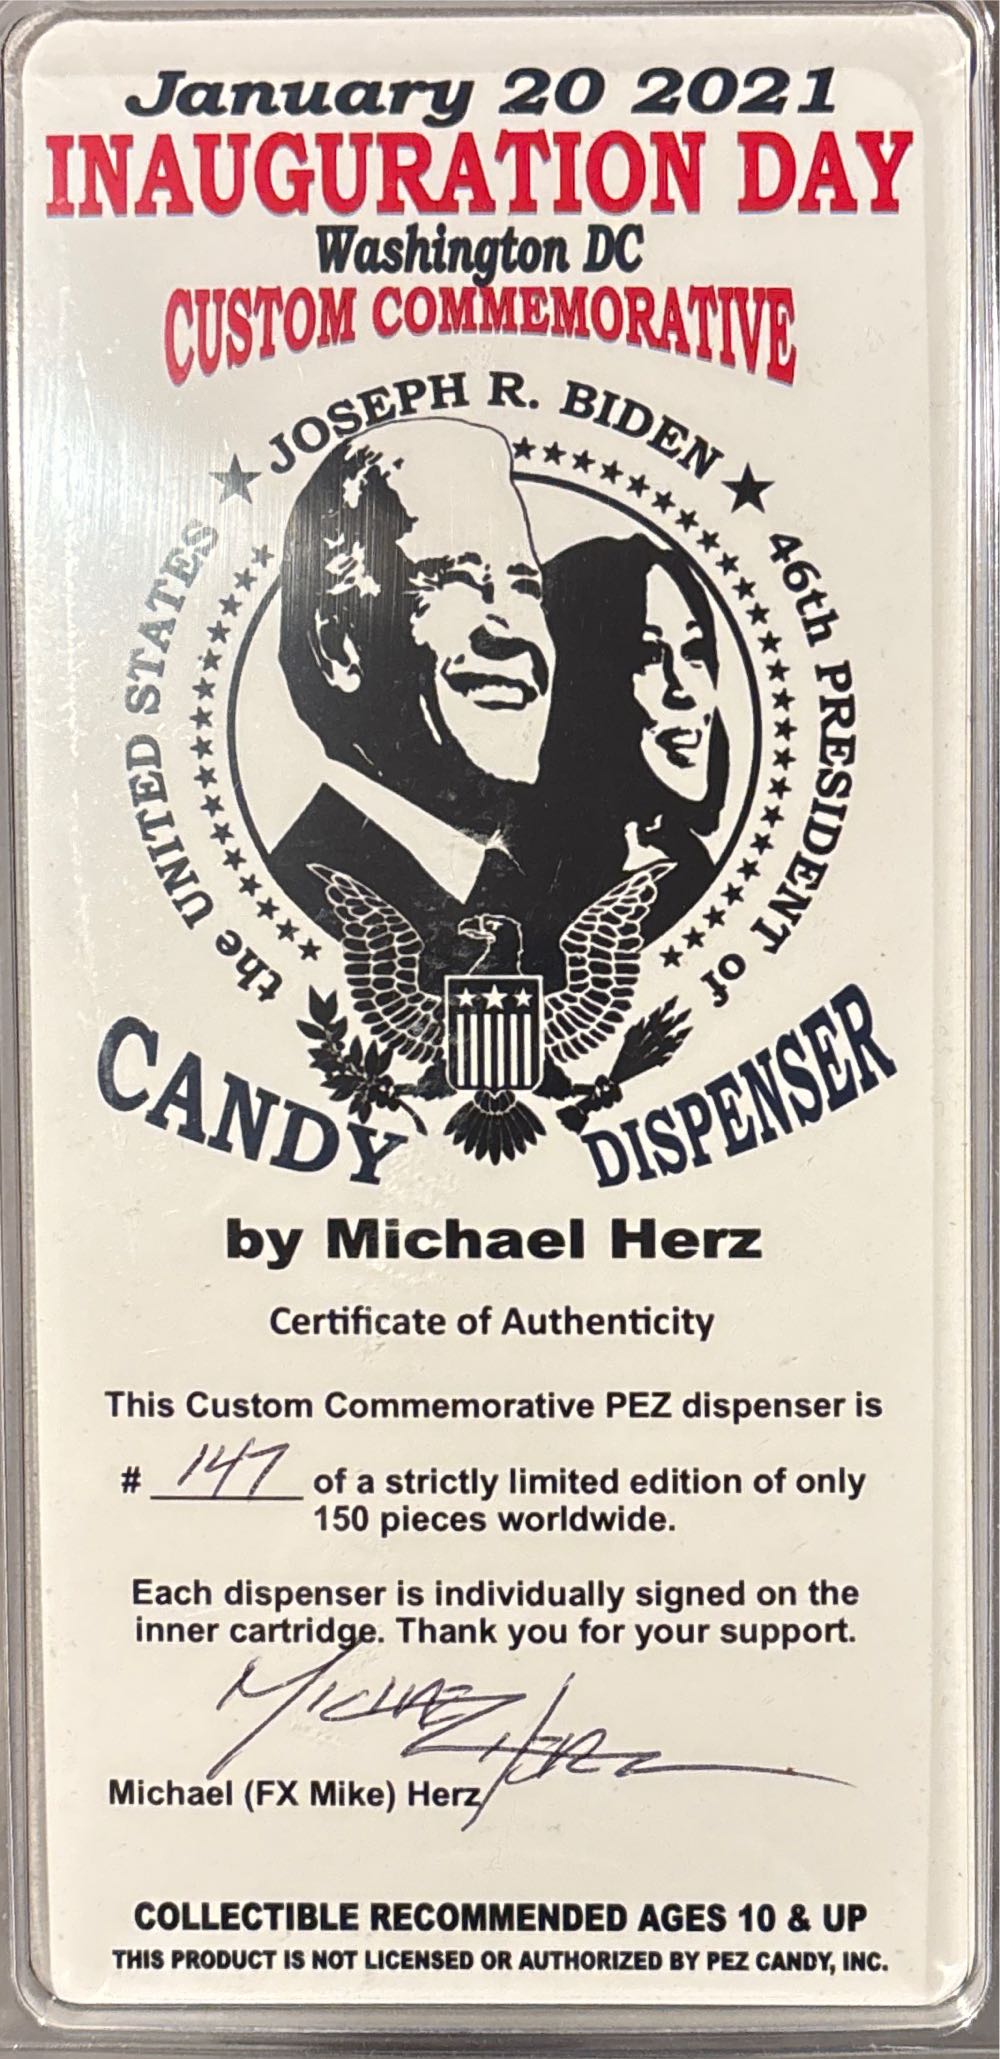 January 20 2021
INAUGURATION DAY
Washington DC
CUSTOM COMMEMORATIVE
★ JOSEPH R. BIDEN ★
46th PRESIDENT of
the UNITED STATES
CANDY DISPENSER
by Michael Herz
Certificate of Authenticity
This Custom Commemorative PEZ dispenser is
# 147 of a strictly limited edition of only
150 pieces worldwide.
Each dispenser is individually signed on the
inner cartridge. Thank you for your support.
Michael Herz
Michael (FX Mike) Herz
COLLECTIBLE RECOMMENDED AGES 10 & UP
THIS PRODUCT IS NOT LICENSED OR AUTHORIZED BY PEZ CANDY, INC.